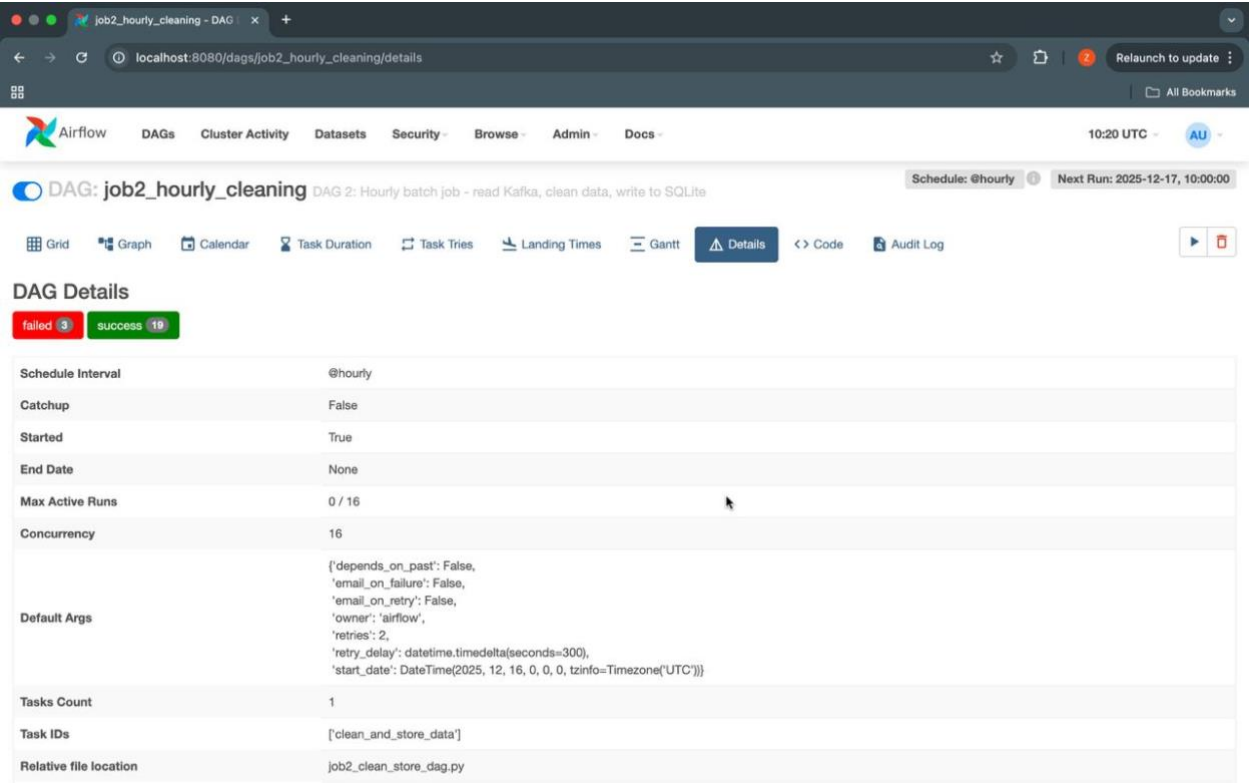 job2_hourly_cleaning - DAG
localhost:8080/dags/job2_hourly_cleaning/details
Z
Relaunch to update
All Bookmarks
Airflow DAGs Cluster Activity Datasets Security Browse Admin Docs 10:20 UTC AU
DAG: job2_hourly_cleaning DAG 2: Hourly batch job - read Kafka, clean data, write to SQLite Schedule: @hourly Next Run: 2025-12-17, 10:00:00
Grid Graph Calendar Task Duration Task Tries Landing Times Gantt Details <> Code Audit Log
DAG Details
failed 3 success 19
Schedule Interval @hourly
Catchup False
Started True
End Date None
Max Active Runs 0 / 16
Concurrency 16
Default Args
{'depends_on_past': False,
'email_on_failure': False,
'email_on_retry': False,
'owner': 'airflow',
'retries': 2,
'retry_delay': datetime.timedelta(seconds=300),
'start_date': DateTime(2025, 12, 16, 0, 0, 0, tzinfo=Timezone('UTC'))}
Tasks Count 1
Task IDs ['clean_and_store_data']
Relative file location job2_clean_store_dag.py